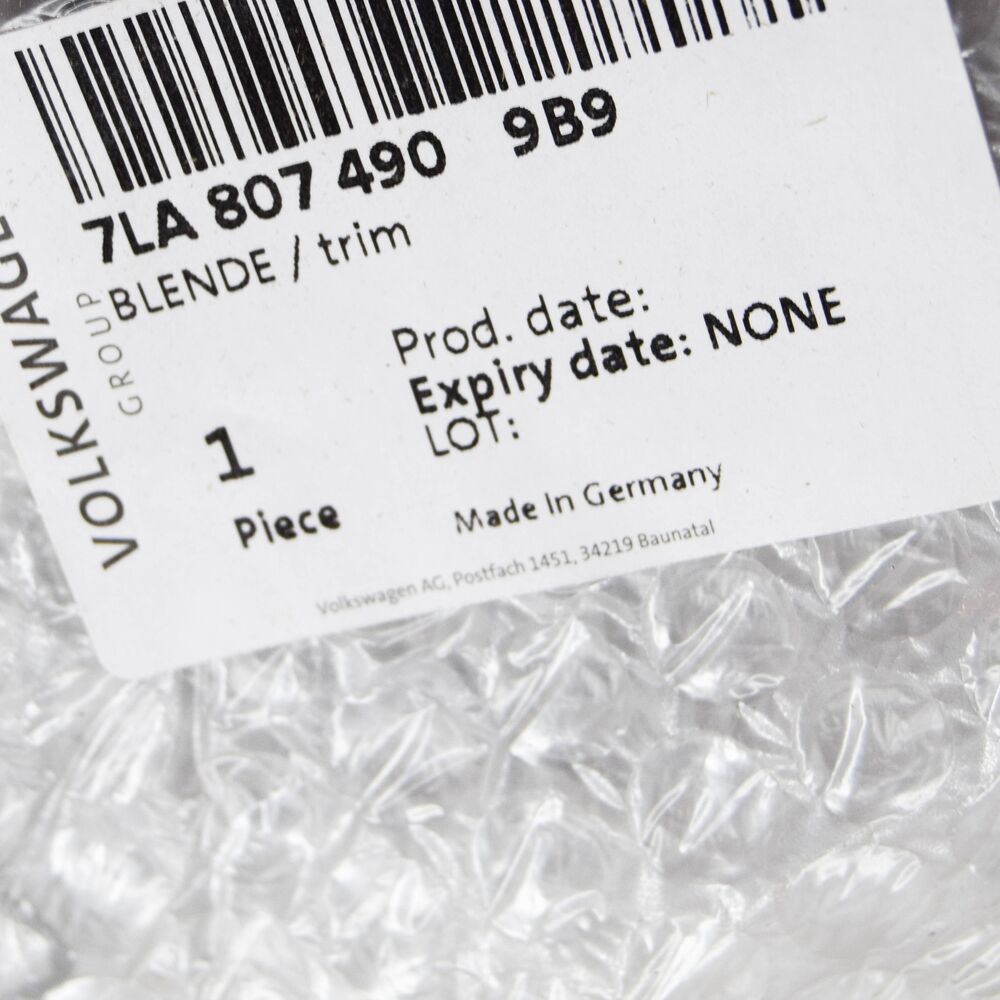 7LA 807 490 9B9
BLENDE / trim
Prod. date:
Expiry date: NONE
LOT:
1
Piece
Made In Germany
Volkswagen AG, Postfach 1451, 34219 Baunatal
VOLKSWAGE
GROUP